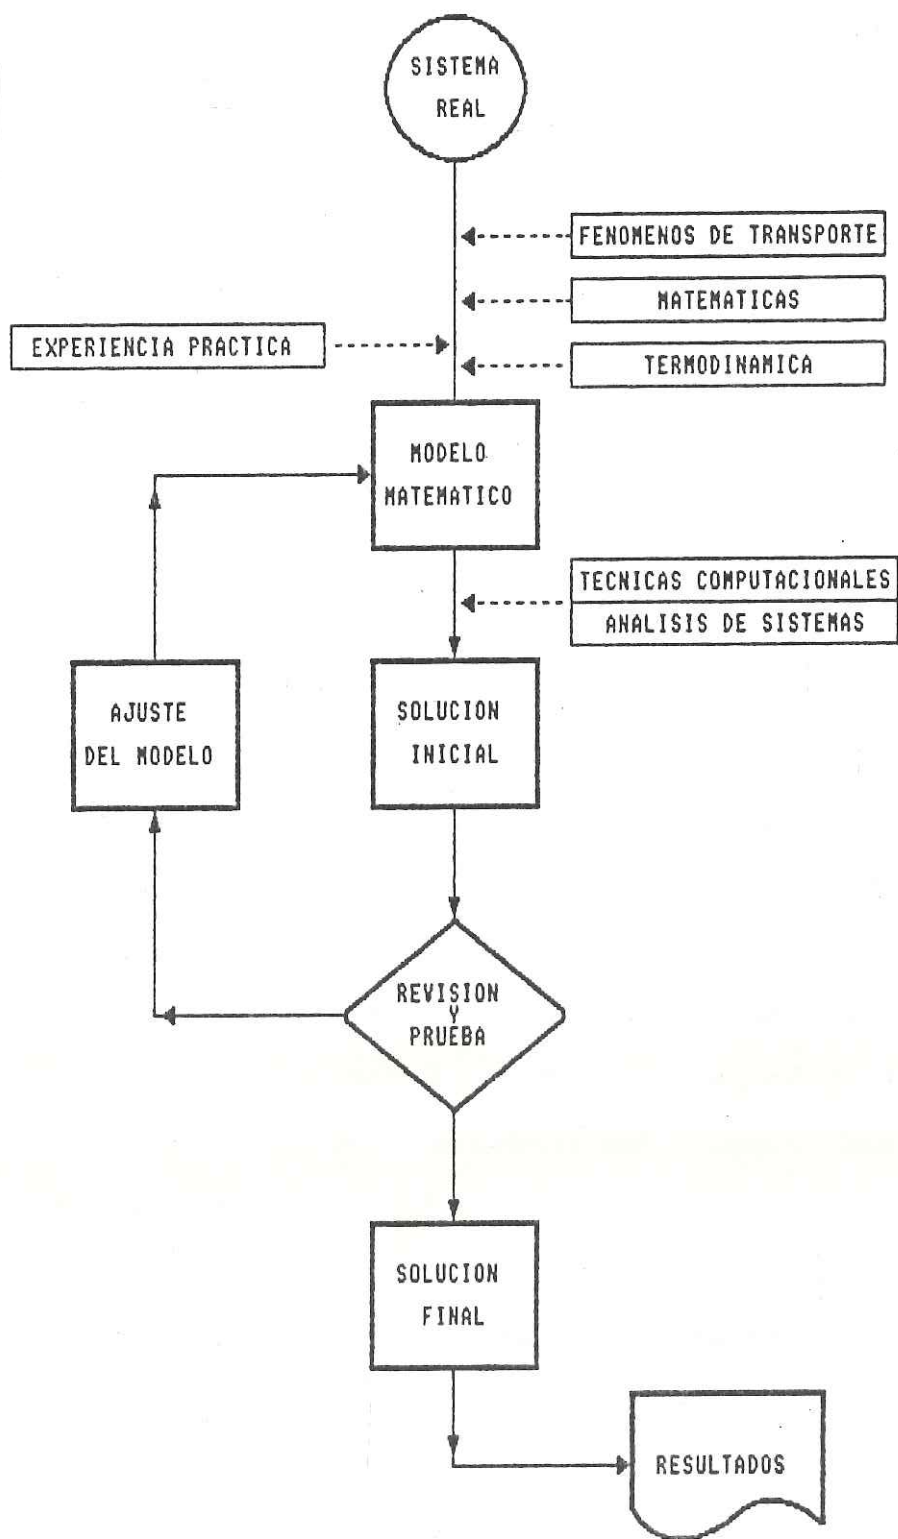 SISTEMA
REAL
FENOMENOS DE TRANSPORTE
MATEMATICAS
EXPERIENCIA PRACTICA
TERMODINAMICA
MODELO
MATEMATICO
TECNICAS COMPUTACIONALES
ANALISIS DE SISTEMAS
AJUSTE
DEL MODELO
SOLUCION
INICIAL
REVISION
Y
PRUEBA
SOLUCION
FINAL
RESULTADOS